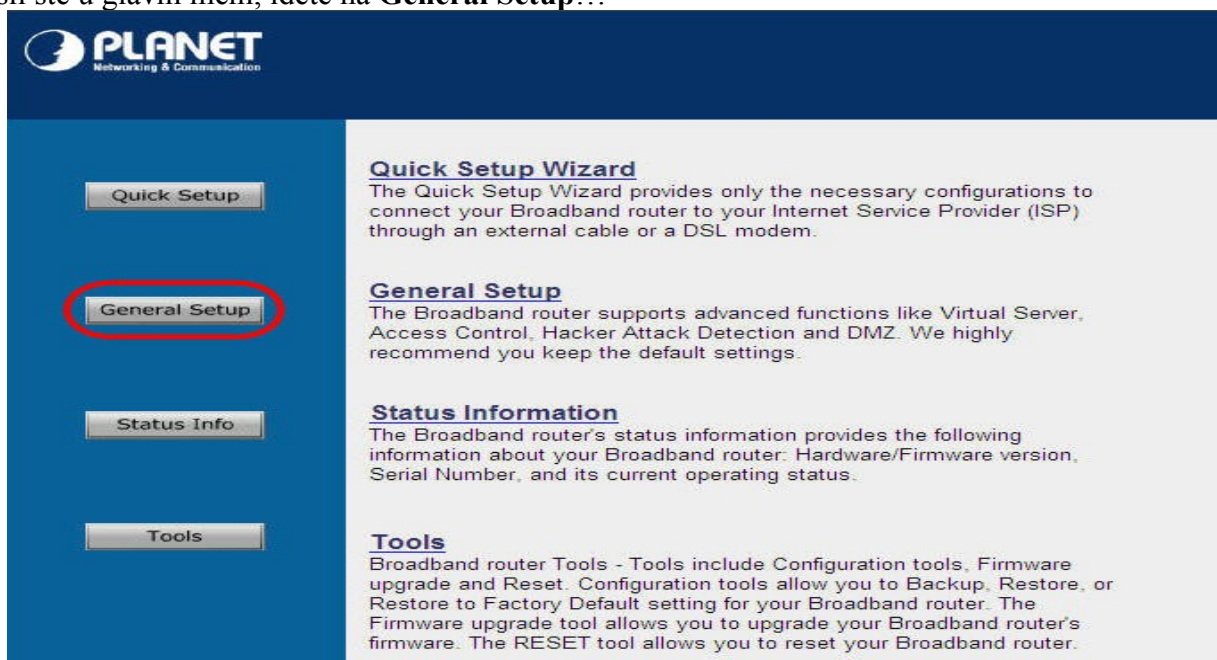 ste u glavni meni, idete na General Setup…
PLANET
Networking & Communication
Quick Setup
Quick Setup Wizard
The Quick Setup Wizard provides only the necessary configurations to
connect your Broadband router to your Internet Service Provider (ISP)
through an external cable or a DSL modem.
General Setup
General Setup
The Broadband router supports advanced functions like Virtual Server,
Access Control, Hacker Attack Detection and DMZ. We highly
recommend you keep the default settings.
Status Info
Status Information
The Broadband router's status information provides the following
information about your Broadband router: Hardware/Firmware version,
Serial Number, and its current operating status.
Tools
Tools
Broadband router Tools - Tools include Configuration tools, Firmware
upgrade and Reset. Configuration tools allow you to Backup, Restore, or
Restore to Factory Default setting for your Broadband router. The
Firmware upgrade tool allows you to upgrade your Broadband router's
firmware. The RESET tool allows you to reset your Broadband router.